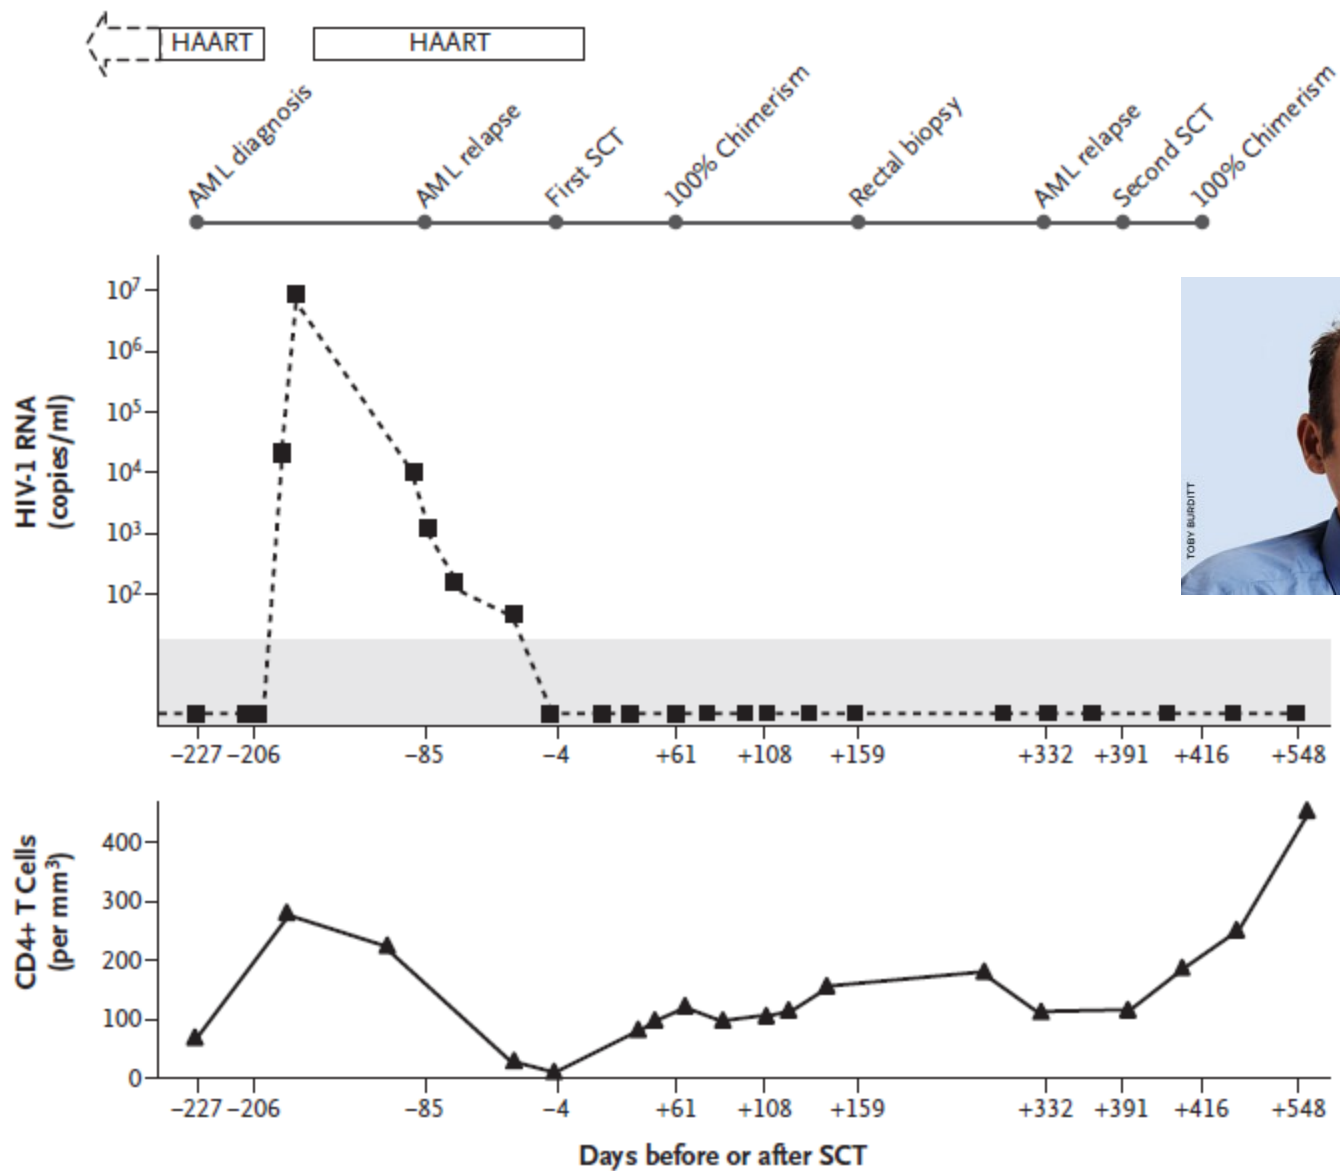 HAART
HAART
AML diagnosis
AML relapse
First SCT
100% Chimerism
Rectal biopsy
AML relapse
Second SCT
100% Chimerism
HIV-1 RNA
(copies/ml)
10⁷
10⁶
10⁵
10⁴
10³
10²
TOBY BURDITT
–227 –206 –85 –4 +61 +108 +159 +332 +391 +416 +548
CD4+ T Cells
(per mm³)
400
300
200
100
0
–227 –206 –85 –4 +61 +108 +159 +332 +391 +416 +548
Days before or after SCT